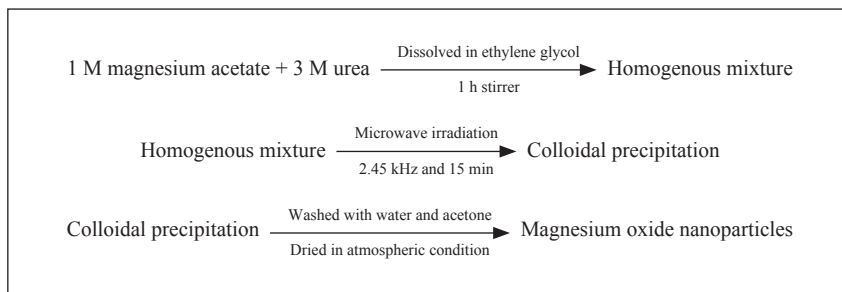 Dissolved in ethylene glycol
1 M magnesium acetate + 3 M urea Homogenous mixture
1 h stirrer
Microwave irradiation
Homogenous mixture Colloidal precipitation
2.45 kHz and 15 min
Washed with water and acetone
Colloidal precipitation Magnesium oxide nanoparticles
Dried in atmospheric condition